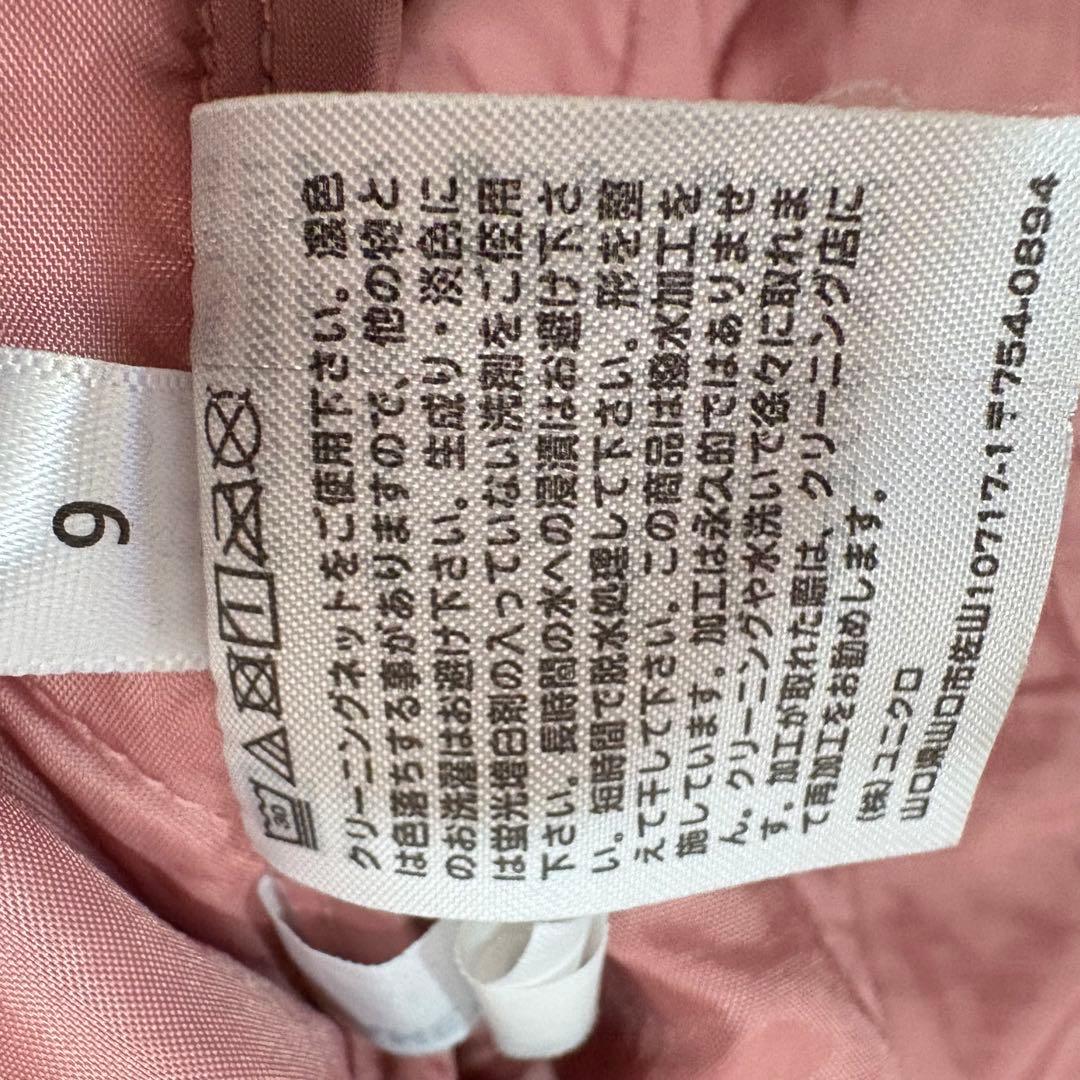 クリーニングネットをご使用下さい。濃色
は色落ちする事がありますので、他の物と
のお洗濯はお避け下さい。生成り・淡色に
は蛍光増白剤の入っていない洗剤をご使用
下さい。長時間の水への浸漬はお避け下さ
い。短時間で脱水処理して下さい。形を整
えて干して下さい。この商品は撥水加工を
施しています。加工は永久的ではありませ
ん。クリーニングや水洗いで徐々に取れま
す。加工が取れた際は、クリーニング店に
て再加工をお勧めします。
(株)ユニクロ
山口県山口市佐山10717-1〒754-0894
30
9